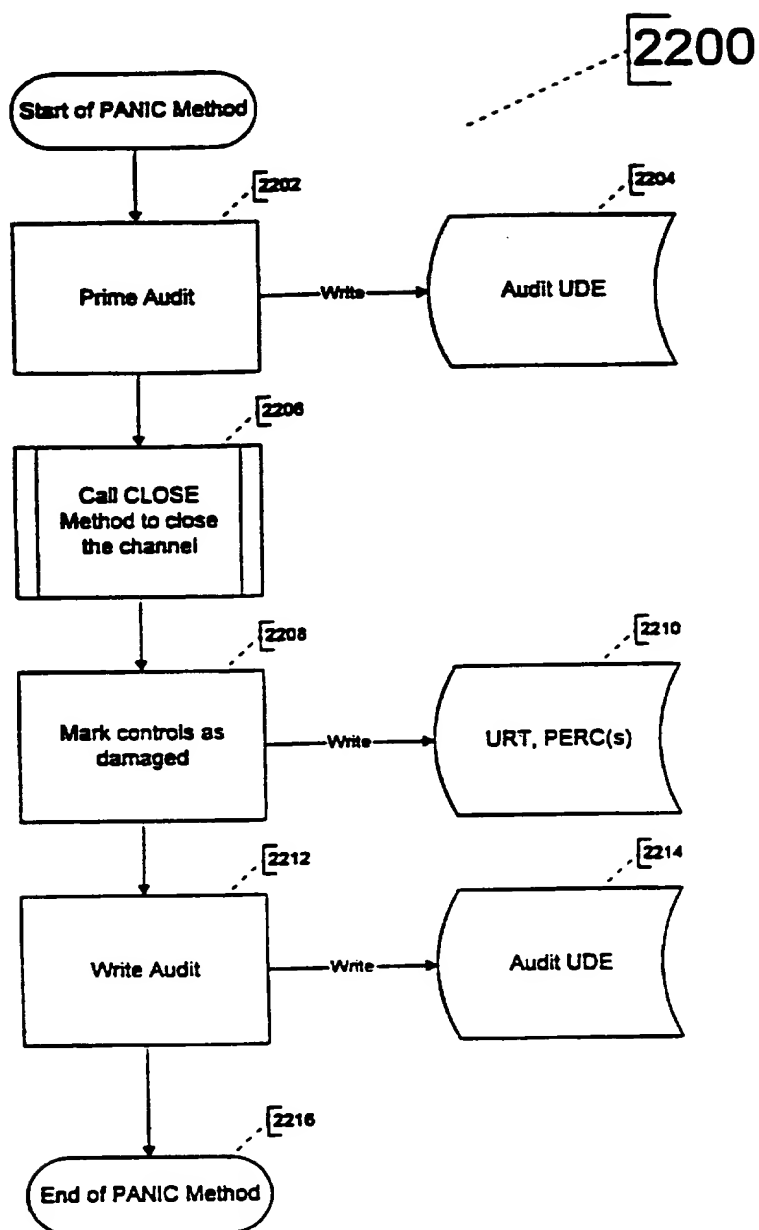 2200
Start of PANIC Method
2202
2204
Prime Audit
Write
Audit UDE
2206
Call CLOSE
Method to close
the channel
2208
2210
Mark controls as
damaged
Write
URT, PERC(s)
2212
2214
Write Audit
Write
Audit UDE
2216
End of PANIC Method